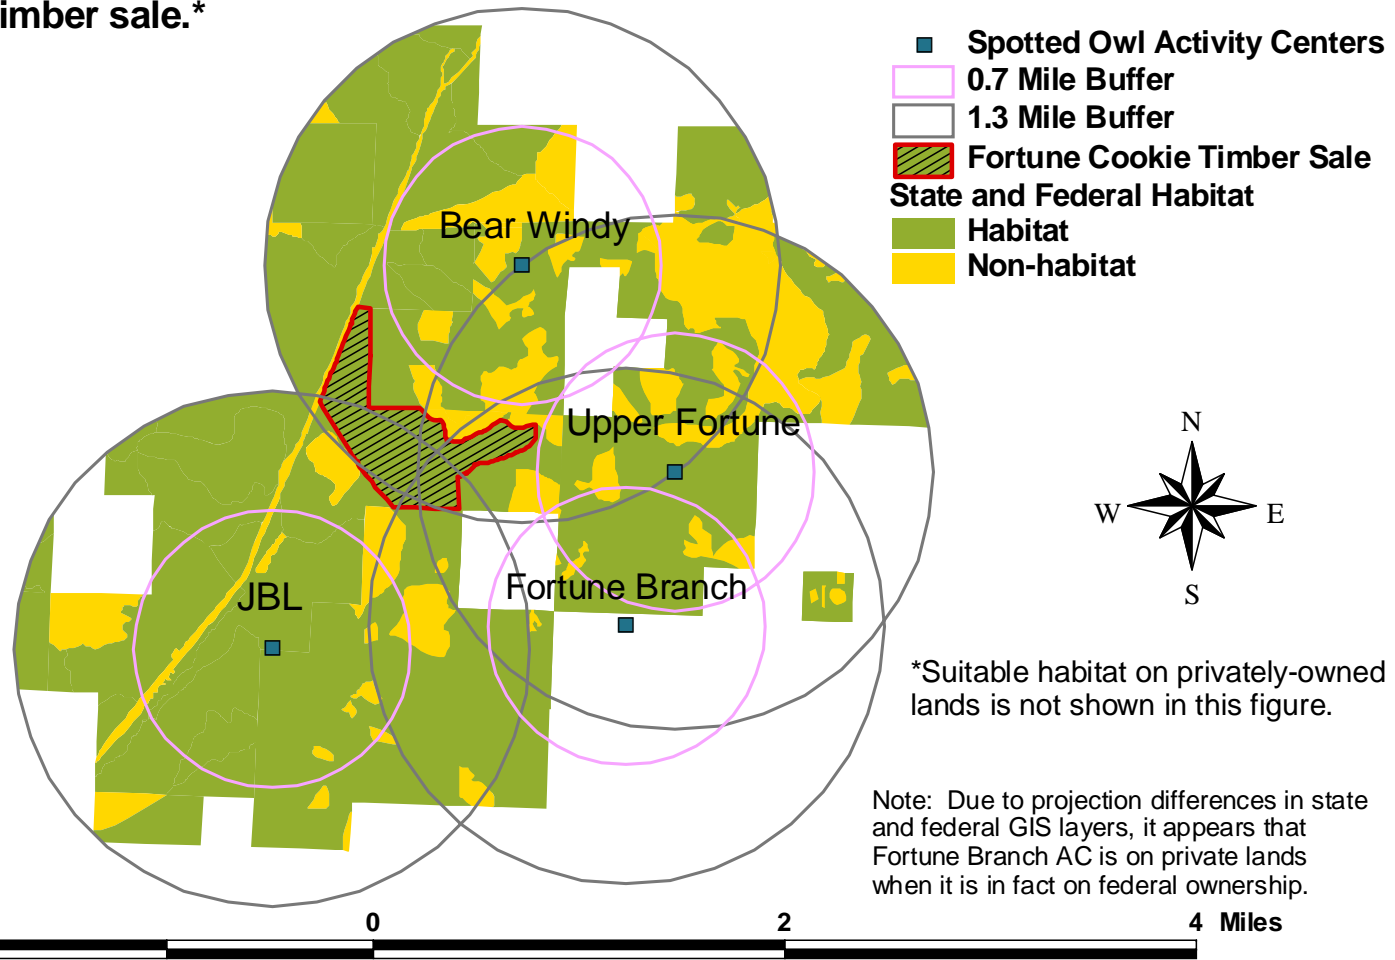 imber sale.*
Spotted Owl Activity Centers
0.7 Mile Buffer
1.3 Mile Buffer
Fortune Cookie Timber Sale
State and Federal Habitat
Habitat
Non-habitat
Bear Windy
Upper Fortune
Fortune Branch
JBL
N
W
E
S
*Suitable habitat on privately-owned
lands is not shown in this figure.
Note: Due to projection differences in state
and federal GIS layers, it appears that
Fortune Branch AC is on private lands
when it is in fact on federal ownership.
0 2 4 Miles